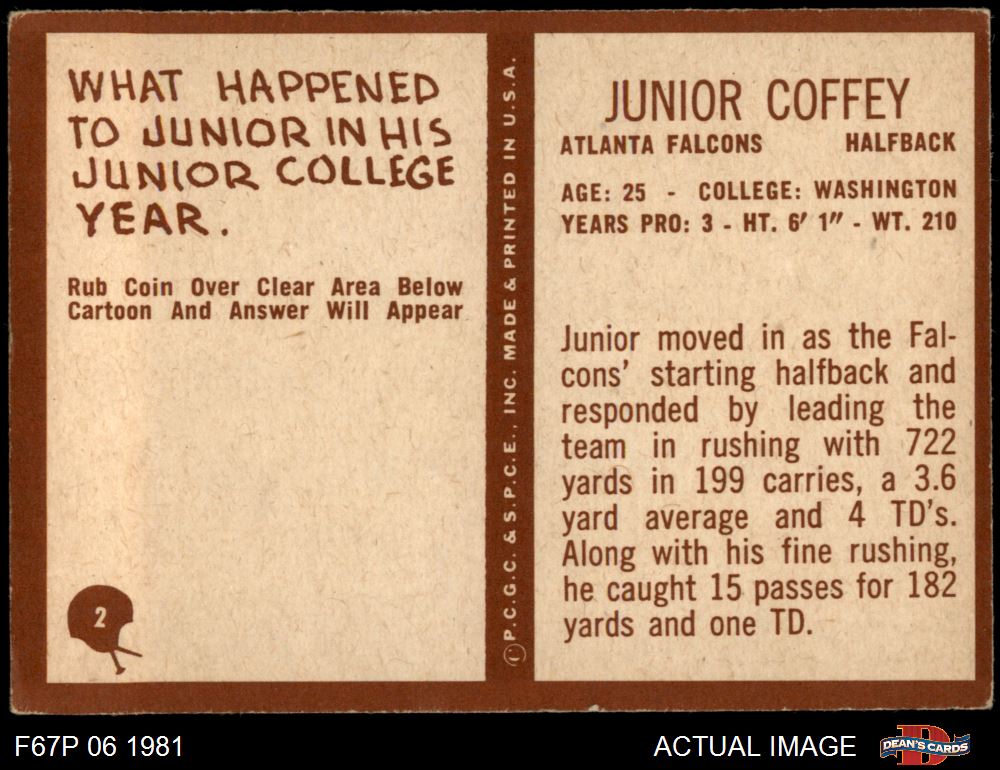 WHAT HAPPENED
TO JUNIOR IN HIS
JUNIOR COLLEGE
YEAR.
Rub Coin Over Clear Area Below
Cartoon And Answer Will Appear
2
© P.C.G.C. & S.P.C.E., INC. MADE & PRINTED IN U.S.A.
JUNIOR COFFEY
ATLANTA FALCONS HALFBACK
AGE: 25 - COLLEGE: WASHINGTON
YEARS PRO: 3 - HT. 6' 1" - WT. 210
Junior moved in as the Fal-
cons' starting halfback and
responded by leading the
team in rushing with 722
yards in 199 carries, a 3.6
yard average and 4 TD's.
Along with his fine rushing,
he caught 15 passes for 182
yards and one TD.
F67P 06 1981
ACTUAL IMAGE
D
DEAN'S CARDS